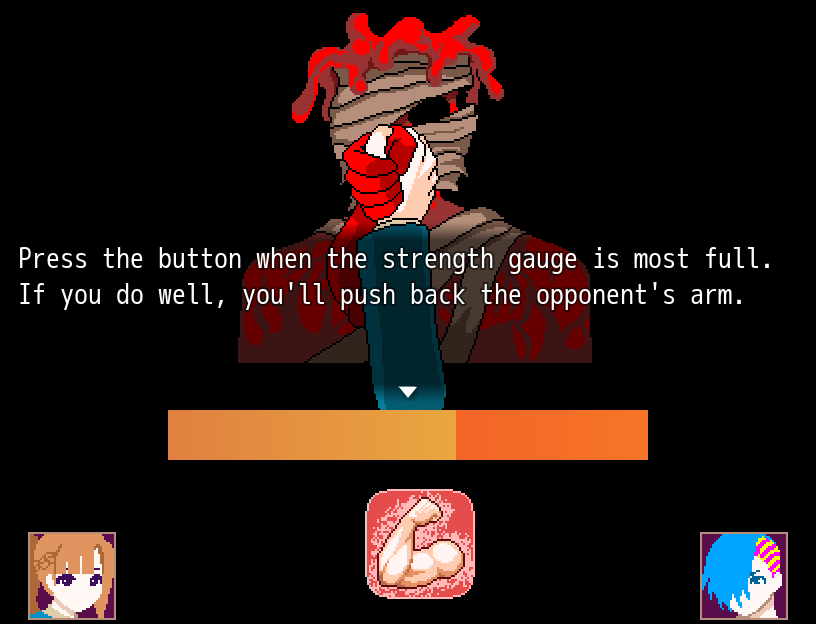 Press the button when the strength gauge is most full.
If you do well, you'll push back the opponent's arm.